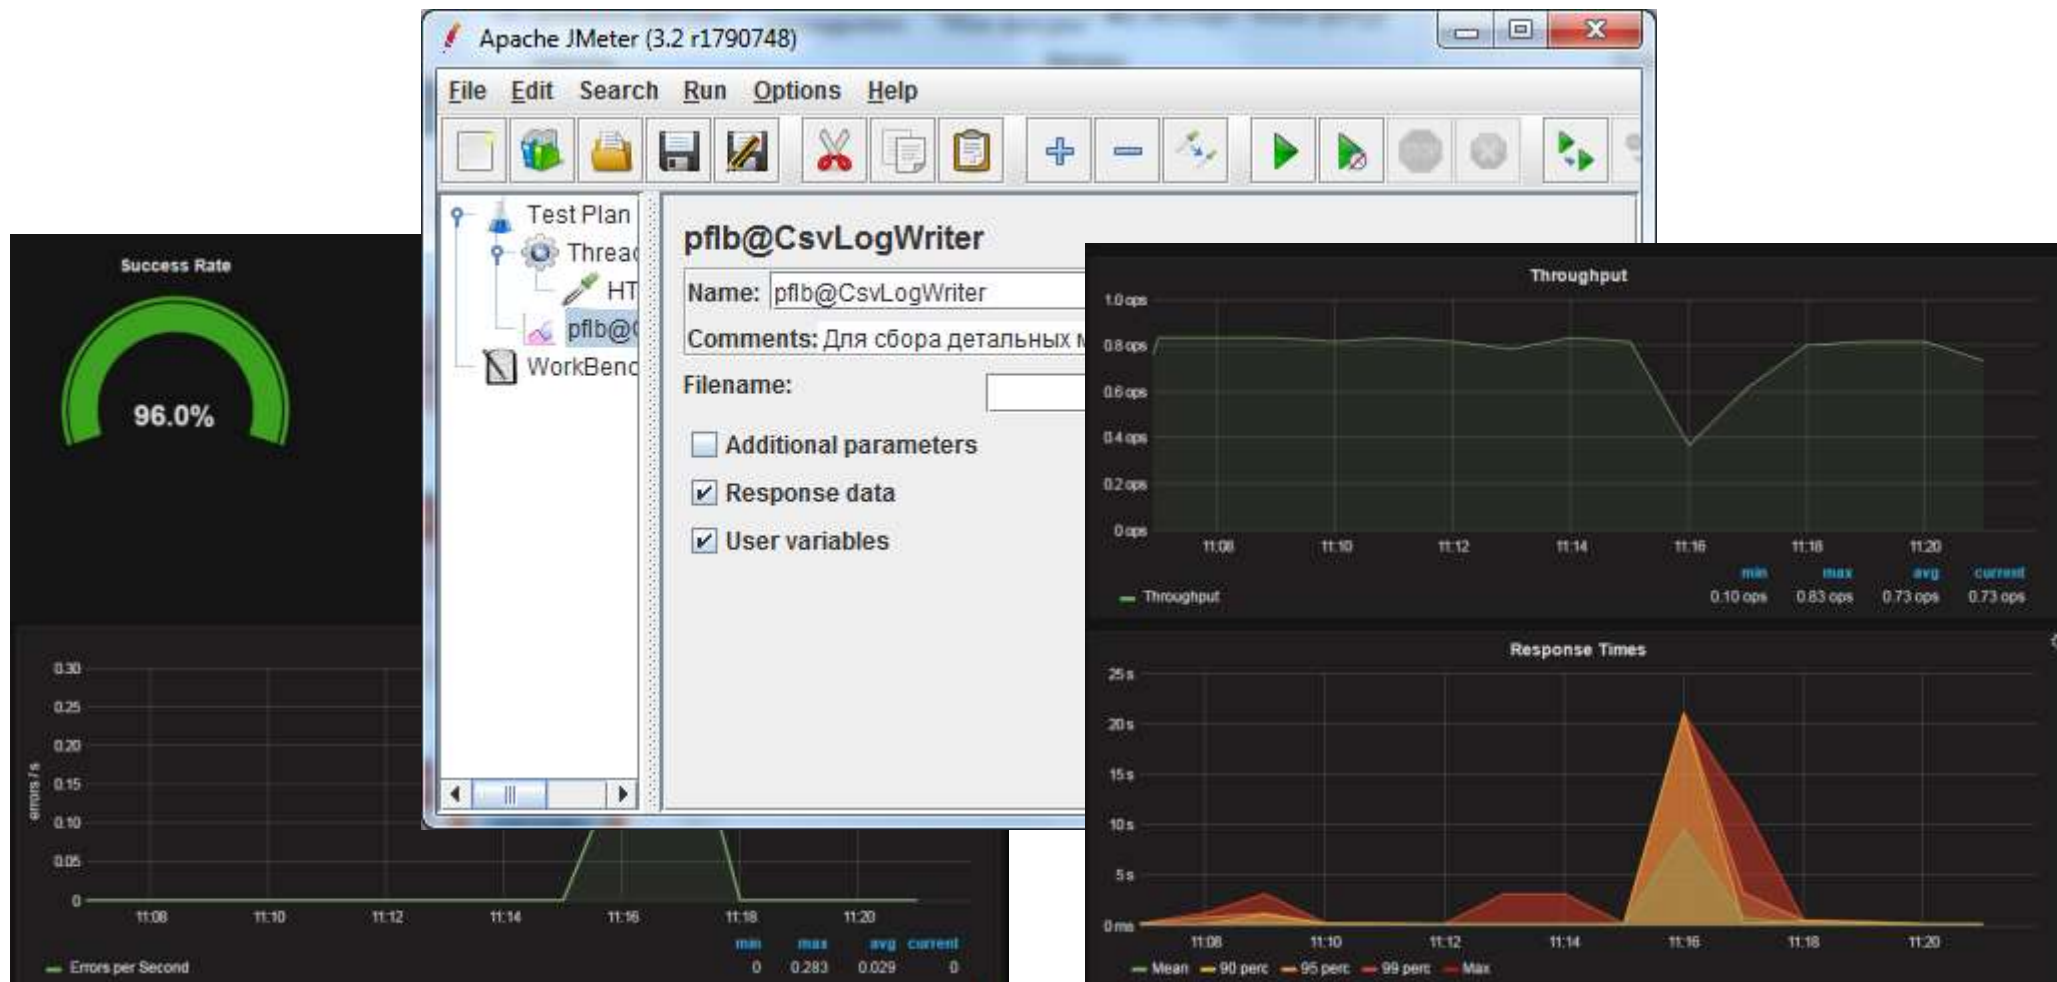 Apache JMeter (3.2 r1790748)
File Edit Search Run Options Help
Test Plan
Threac
HT
pflb@
WorkBenc
pflb@CsvLogWriter
Name: pflb@CsvLogWriter
Comments: Для сбора детальных
Filename:
Additional parameters
Response data
User variables
Success Rate
96.0%
0.30
0.25
0.20
0.15
0.10
0.05
0
errors / s
11:08 11:10 11:12 11:14 11:16 11:18 11:20
min max avg current
Errors per Second 0 0.283 0.029 0
Throughput
1.0 ops
0.8 ops
0.6 ops
0.4 ops
0.2 ops
0 ops
11:08 11:10 11:12 11:14 11:16 11:18 11:20
min max avg current
Throughput 0.10 ops 0.83 ops 0.73 ops 0.73 ops
Response Times
25 s
20 s
15 s
10 s
5 s
0 ms
11:08 11:10 11:12 11:14 11:16 11:18 11:20
Mean 90 perc 95 perc 99 perc Max